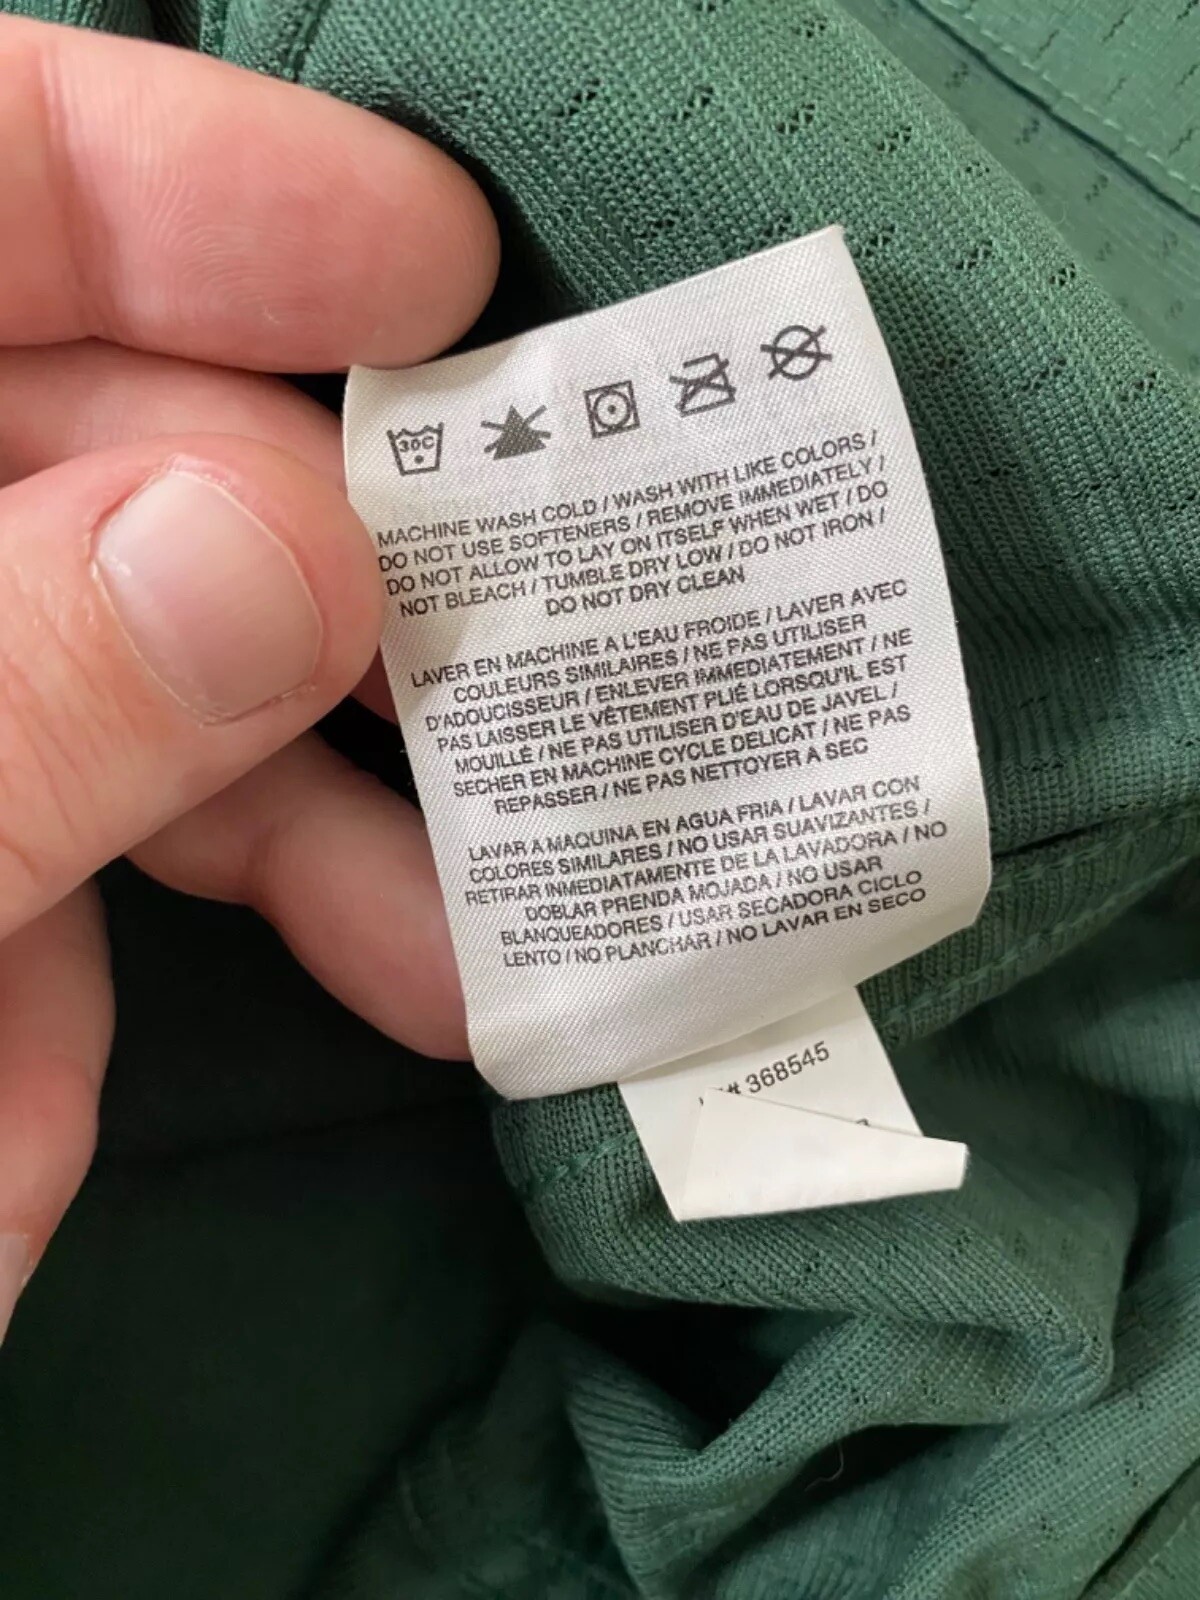 30C
MACHINE WASH COLD / WASH WITH LIKE COLORS /
DO NOT USE SOFTENERS / REMOVE IMMEDIATELY /
DO NOT ALLOW TO LAY ON ITSELF WHEN WET / DO
NOT BLEACH / TUMBLE DRY LOW / DO NOT IRON /
DO NOT DRY CLEAN
LAVER EN MACHINE A L'EAU FROIDE / LAVER AVEC
COULEURS SIMILAIRES / NE PAS UTILISER
D'ADOUCISSEUR / ENLEVER IMMEDIATEMENT / NE
PAS LAISSER LE VÊTEMENT PLIÉ LORSQU'IL EST
MOUILLÉ / NE PAS UTILISER D'EAU DE JAVEL /
SECHER EN MACHINE CYCLE DELICAT / NE PAS
REPASSER / NE PAS NETTOYER A SEC
LAVAR A MAQUINA EN AGUA FRIA / LAVAR CON
COLORES SIMILARES / NO USAR SUAVIZANTES /
RETIRAR INMEDIATAMENTE DE LA LAVADORA / NO
DOBLAR PRENDA MOJADA / NO USAR
BLANQUEADORES / USAR SECADORA CICLO
LENTO / NO PLANCHAR / NO LAVAR EN SECO
# 368545